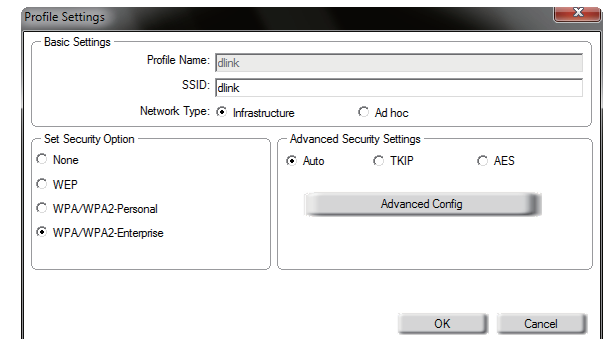 Profile Settings
Basic Settings
Profile Name: dlink
SSID: dlink
Network Type: Infrastructure Ad hoc
Set Security Option
None
WEP
WPA/WPA2-Personal
WPA/WPA2-Enterprise
Advanced Security Settings
Auto TKIP AES
Advanced Config
OK Cancel